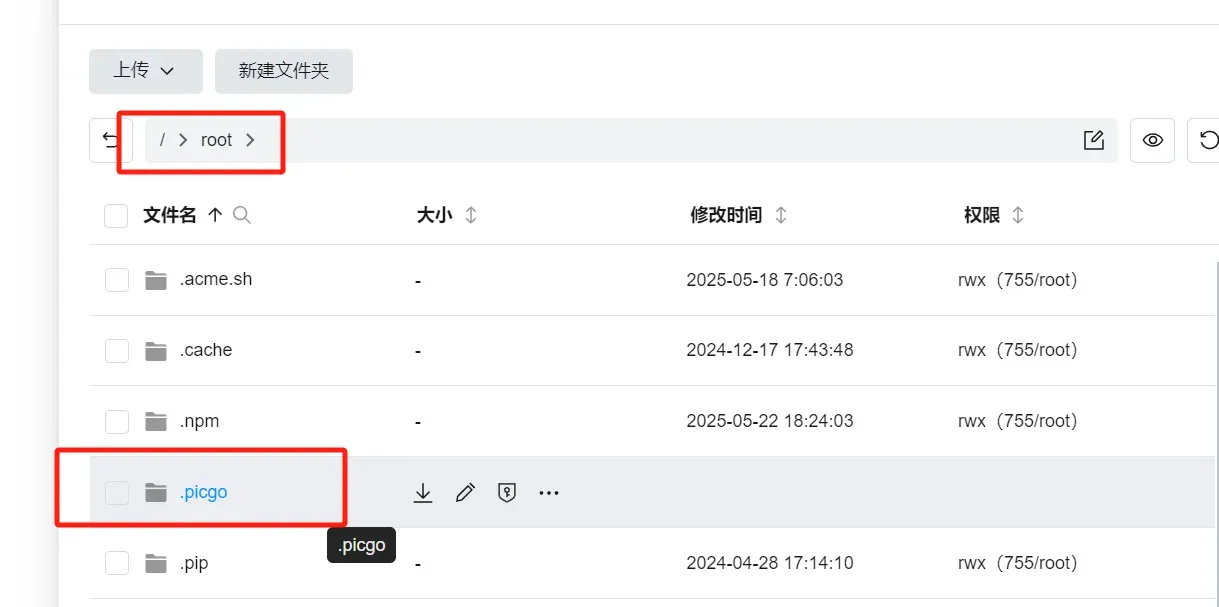 上传 新建文件夹
/ > root >
文件名 大小 修改时间 权限
.acme.sh - 2025-05-18 7:06:03 rwx（755/root）
.cache - 2024-12-17 17:43:48 rwx（755/root）
.npm - 2025-05-22 18:24:03 rwx（755/root）
.picgo
.picgo
.pip - 2024-04-28 17:14:10 rwx（755/root）